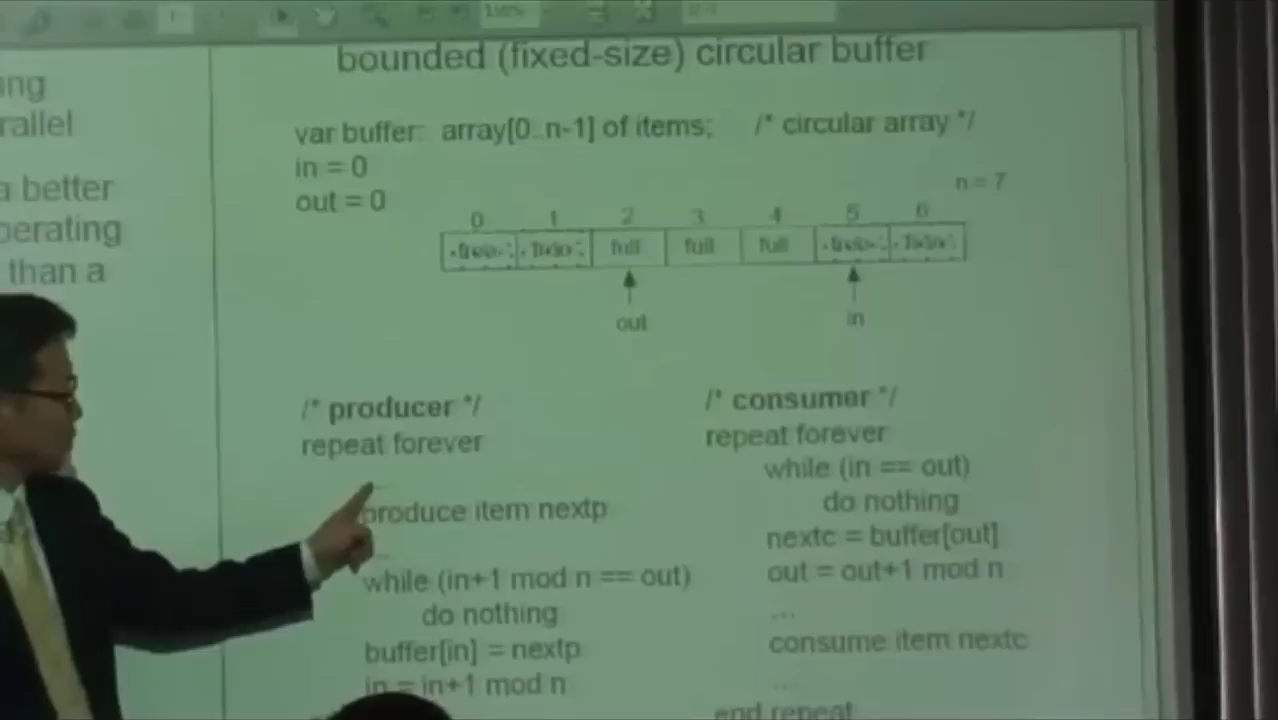 ing
rallel
a better
perating
than a
bounded (fixed-size) circular buffer
var buffer: array[0..n-1] of items; /* circular array */
in = 0
out = 0
n = 7
0 1 2 3 4 5 6
free full full full free
out in
/* producer */
repeat forever
...
produce item nextp
...
while (in+1 mod n == out)
do nothing
buffer[in] = nextp
in = in+1 mod n
/* consumer */
repeat forever
while (in == out)
do nothing
nextc = buffer[out]
out = out+1 mod n
...
consume item nextc
...
end repeat